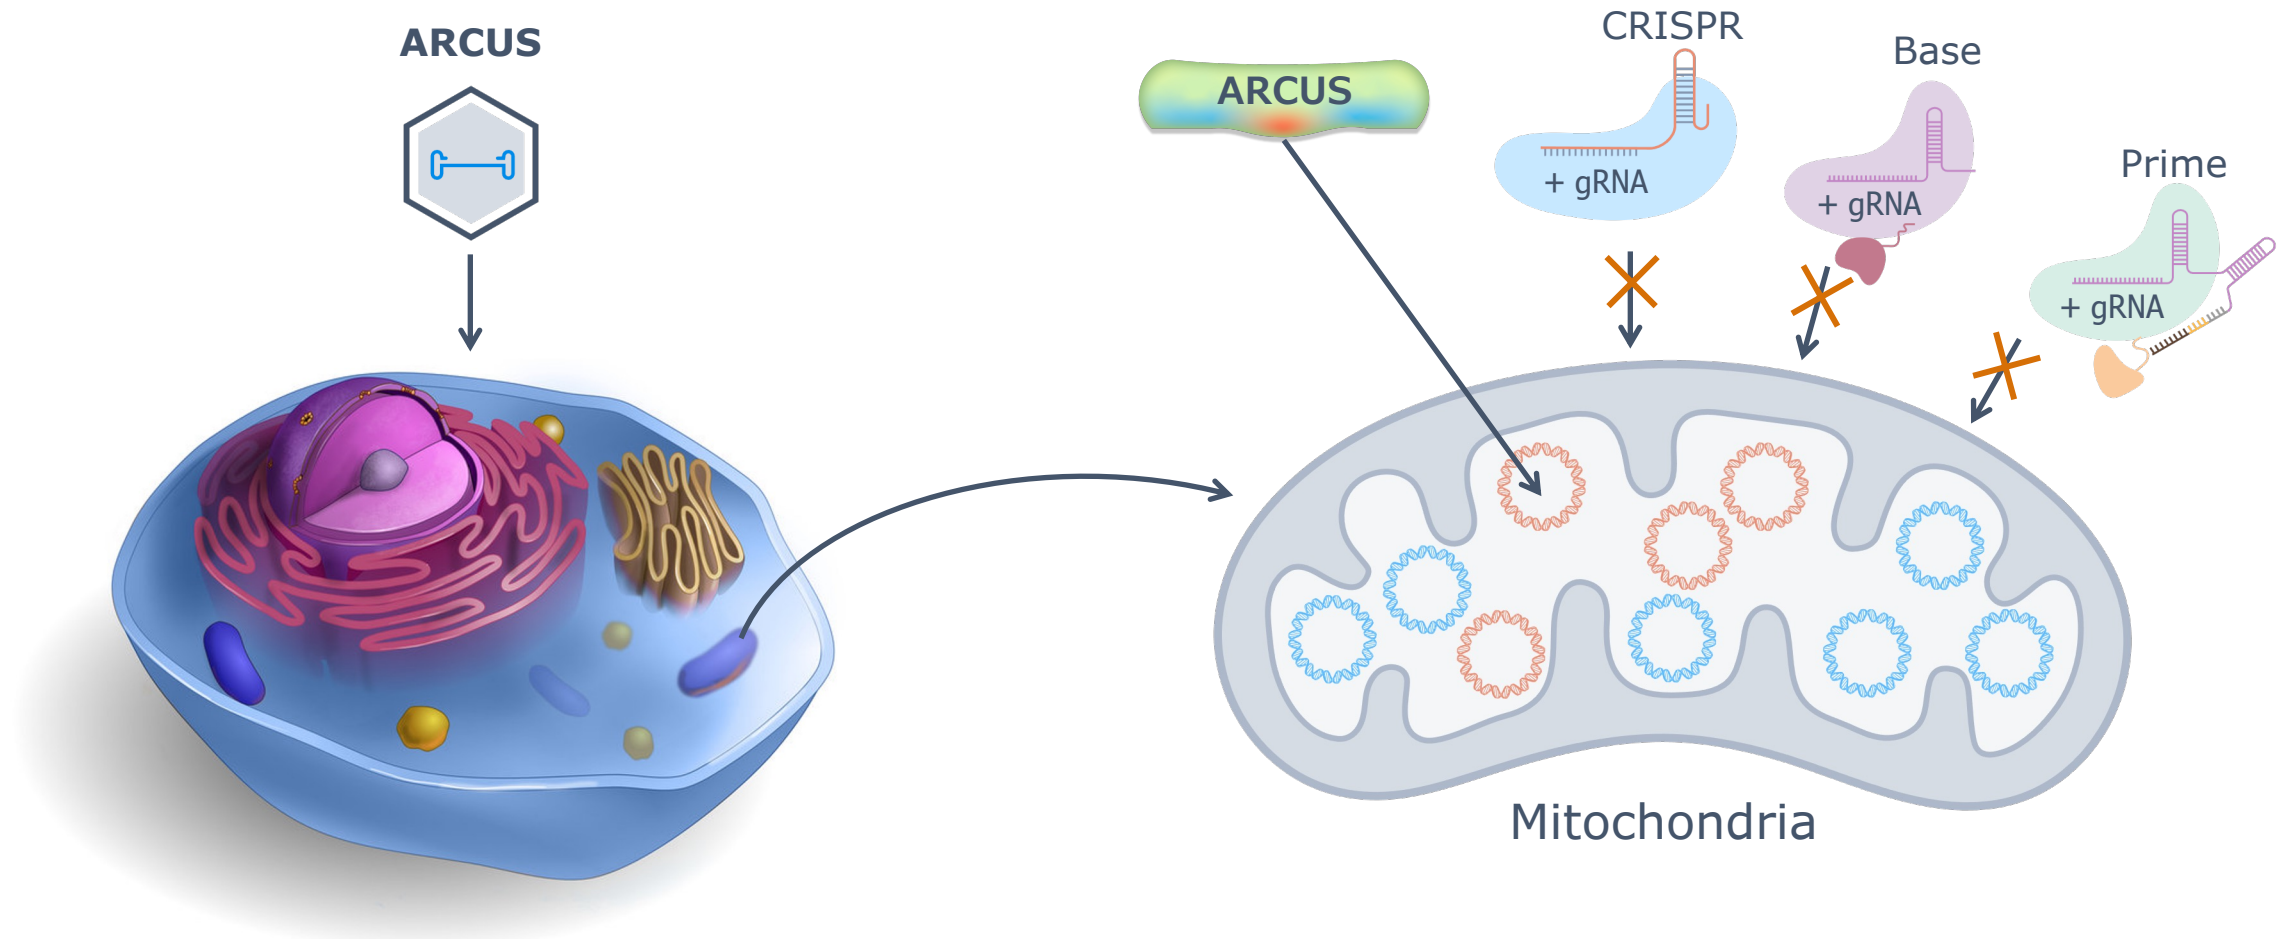 ARCUS
ARCUS
CRISPR
+ gRNA
Base
+ gRNA
Prime
+ gRNA
Mitochondria